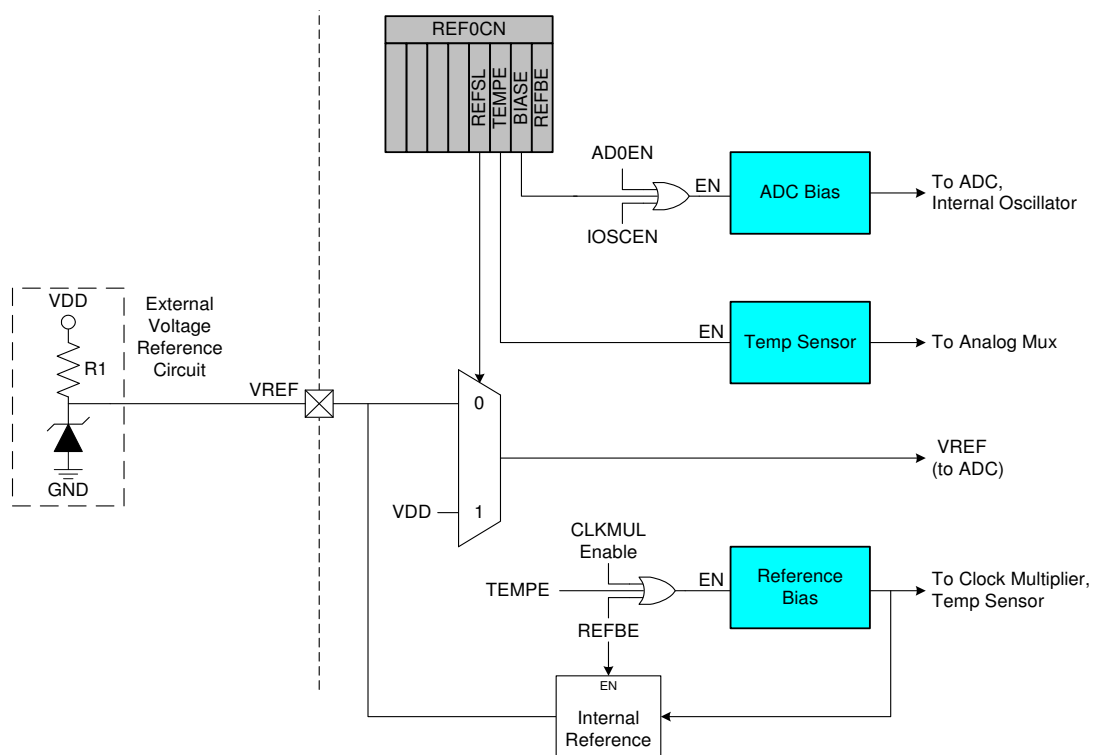 REF0CN
REFSL
TEMPE
BIASE
REFBE
AD0EN
IOSCEN
EN
ADC Bias
To ADC,
Internal Oscillator
VDD
R1
GND
External
Voltage
Reference
Circuit
VREF
EN
Temp Sensor
To Analog Mux
0
1
VDD
VREF
(to ADC)
CLKMUL
Enable
TEMPE
REFBE
EN
Reference
Bias
To Clock Multiplier,
Temp Sensor
EN
Internal
Reference